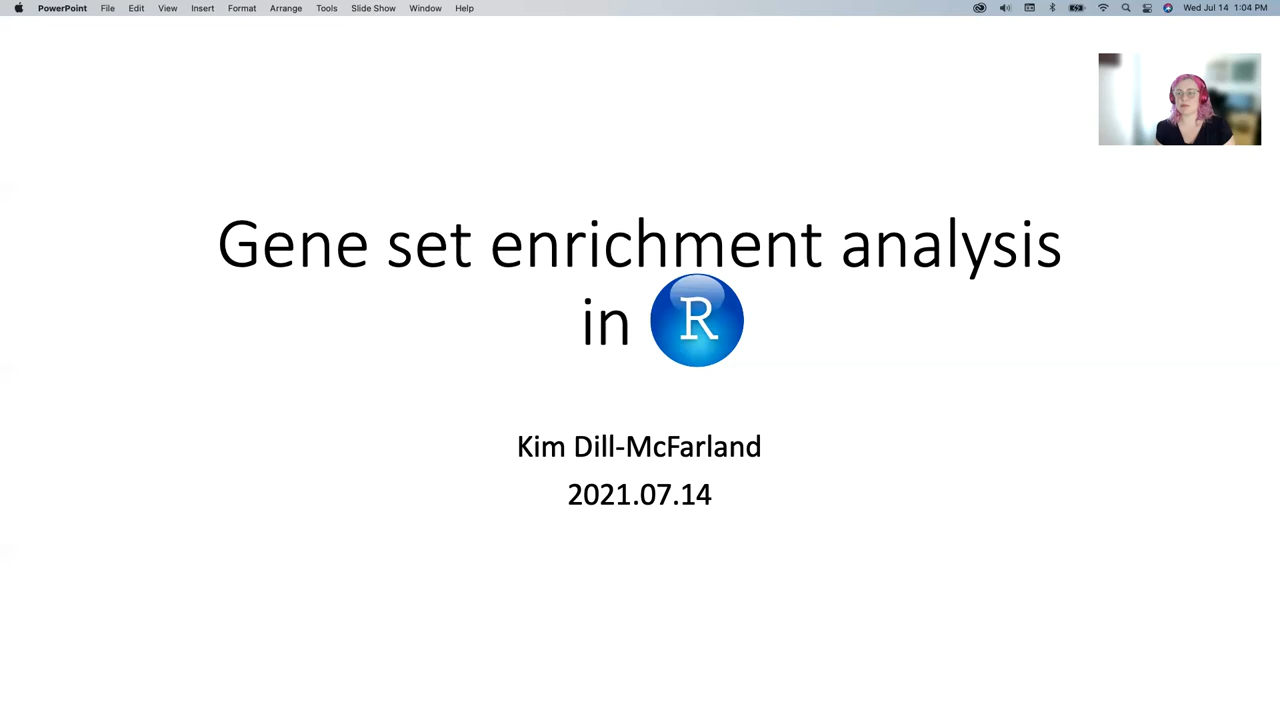 PowerPoint File Edit View Insert Format Arrange Tools Slide Show Window Help Wed Jul 14 1:04 PM
Gene set enrichment analysis
in R
Kim Dill-McFarland
2021.07.14